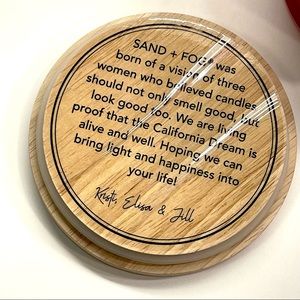 SAND + FOG® was
born of a vision of three
women who believed candles
should not only smell good, but
look good too. We are living
proof that the California Dream is
alive and well. Hoping we can
bring light and happiness into
your life!
Kristi, Elisa & Jill